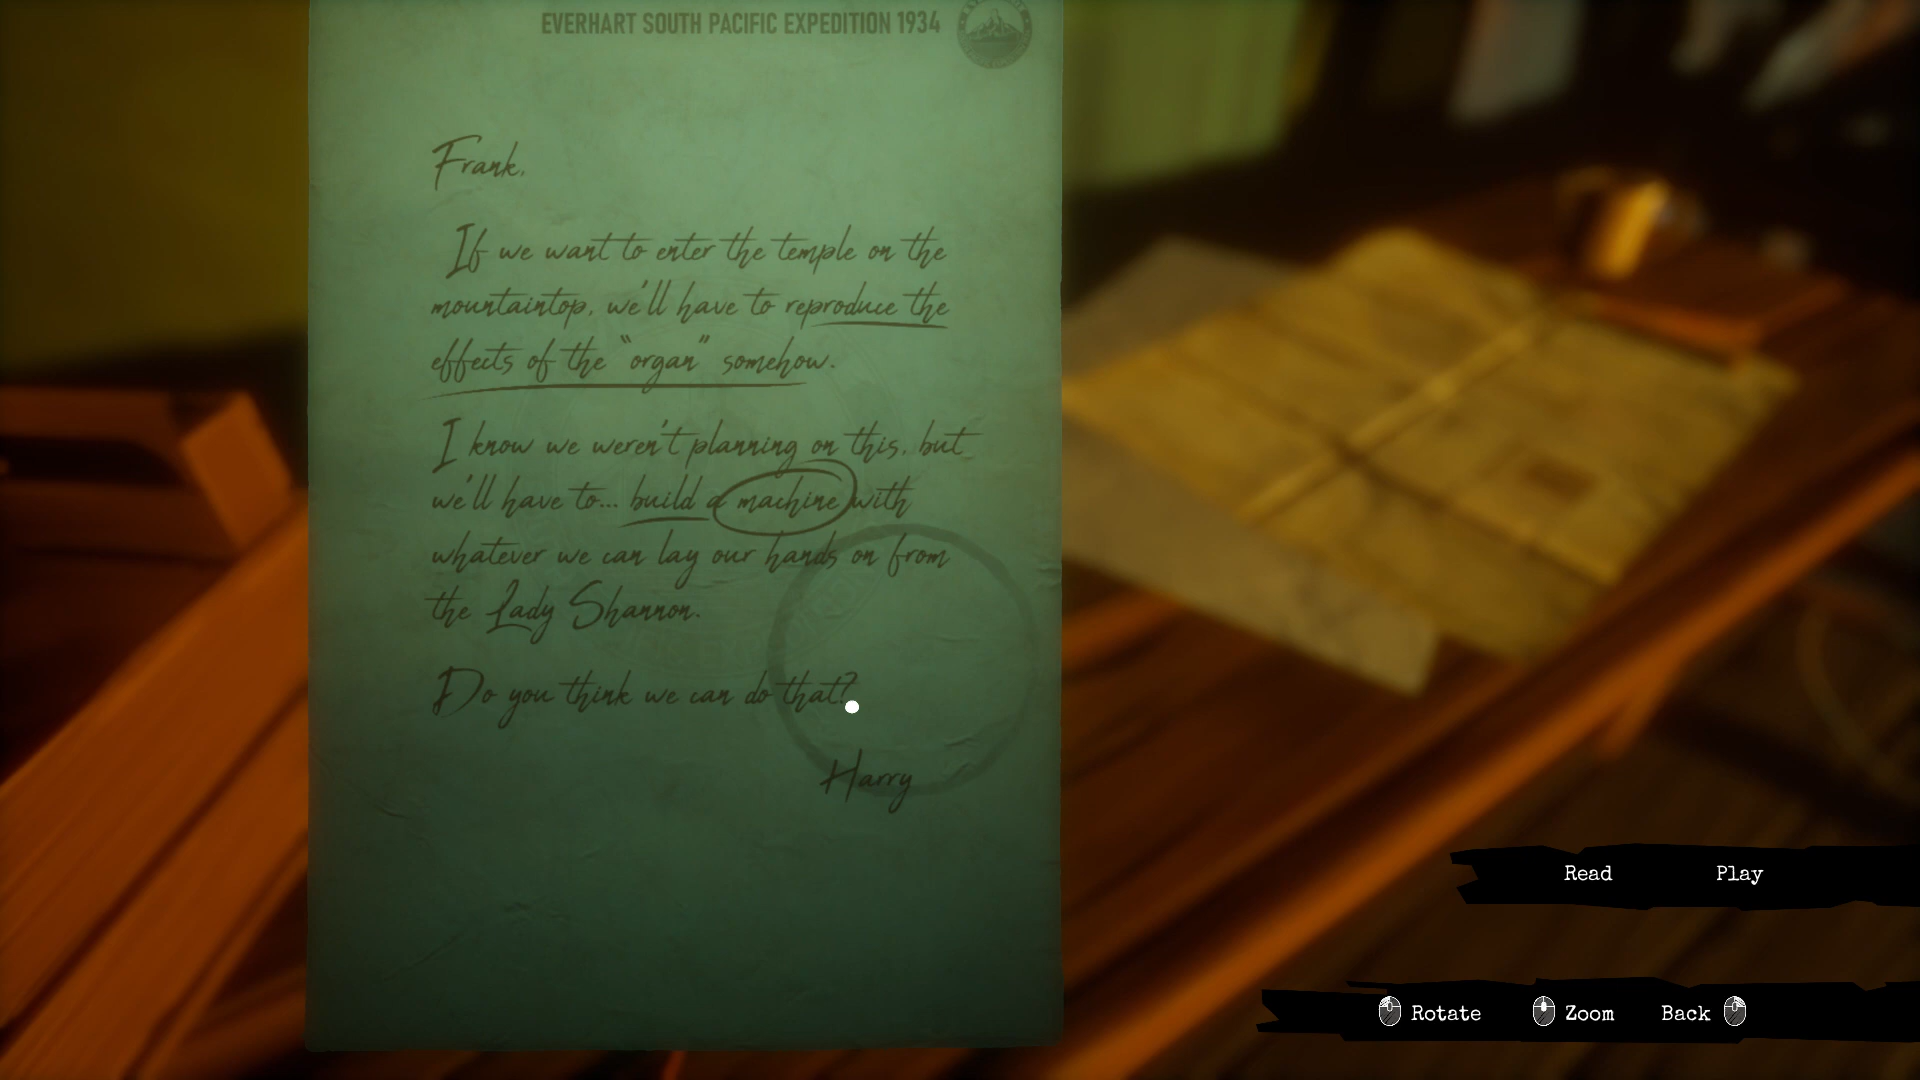 EVERHART SOUTH PACIFIC EXPEDITION 1934
Frank,
If we want to enter the temple on the
mountaintop, we'll have to reproduce the
effects of the "organ" somehow.
I know we weren't planning on this, but
we'll have to... build a machine with
whatever we can lay our hands on from
the Lady Shannon.
Do you think we can do that?
Harry
Read Play
Rotate Zoom Back